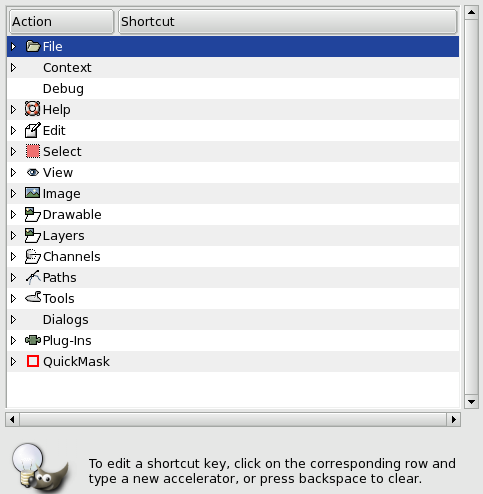 Action Shortcut
File
Context
Debug
Help
Edit
Select
View
Image
Drawable
Layers
Channels
Paths
Tools
Dialogs
Plug-Ins
QuickMask
To edit a shortcut key, click on the corresponding row and
type a new accelerator, or press backspace to clear.